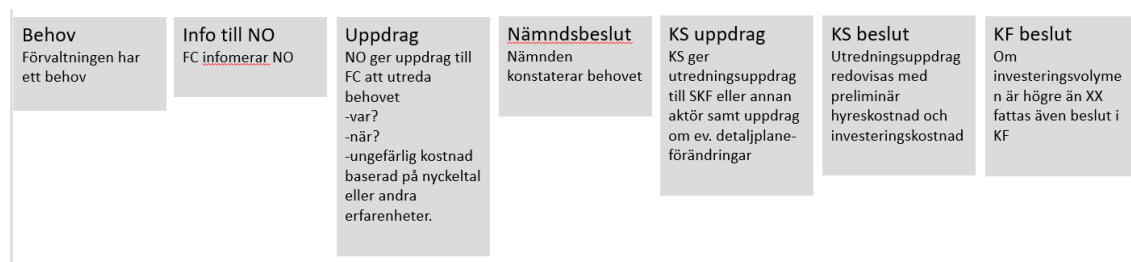 Behov
Förvaltningen har
ett behov
Info till NO
FC infomerar NO
Uppdrag
NO ger uppdrag till
FC att utreda
behovet
-var?
-när?
-ungefärlig kostnad
baserad på nyckeltal
eller andra
erfarenheter.
Nämndsbeslut
Nämnden
konstaterar behovet
KS uppdrag
KS ger
utredningsuppdrag
till SKF eller annan
aktör samt uppdrag
om ev. detaljplane-
förändringar
KS beslut
Utredningsuppdrag
redovisas med
preliminär
hyreskostnad och
investeringskostnad
KF beslut
Om
investeringsvolyme
n är högre än XX
fattas även beslut i
KF